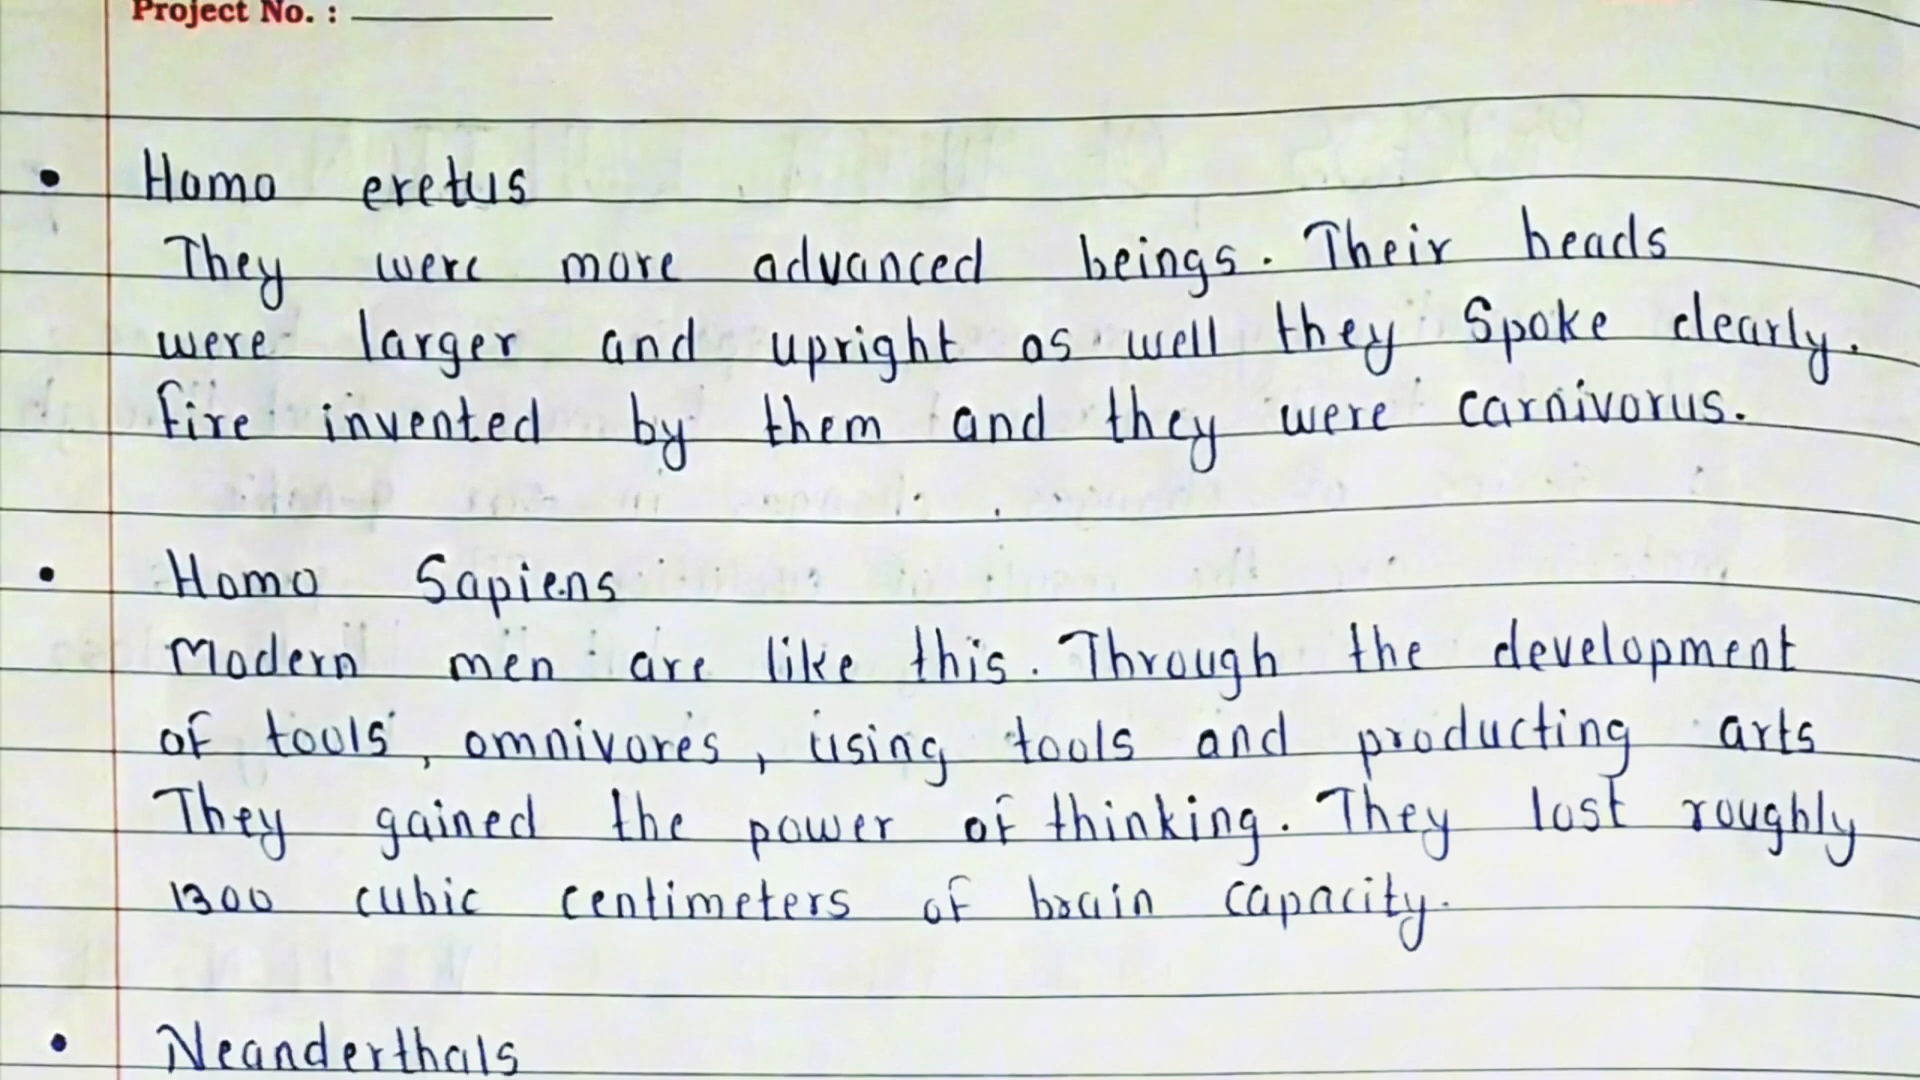 Project No. :
• Homo eretus
They were more advanced beings. Their heads
were larger and upright as well they Spoke clearly.
fire invented by them and they were carnivorus.
• Homo Sapiens
Modern men are like this. Through the development
of tools, omnivores, using tools and producting arts
They gained the power of thinking. They lost roughly
1300 cubic centimeters of brain capacity.
• Neanderthals